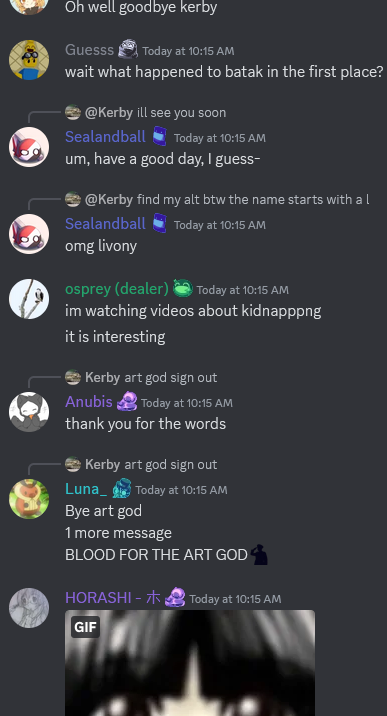 Oh well goodbye kerby
Guesss Today at 10:15 AM
wait what happened to batak in the first place?
@Kerby ill see you soon
Sealandball Today at 10:15 AM
um, have a good day, I guess-
@Kerby find my alt btw the name starts with a l
Sealandball Today at 10:15 AM
omg livony
osprey (dealer) Today at 10:15 AM
im watching videos about kidnapppng
it is interesting
Kerby art god sign out
Anubis Today at 10:15 AM
thank you for the words
Kerby art god sign out
Luna_ Today at 10:15 AM
Bye art god
1 more message
BLOOD FOR THE ART GOD
HORASHI - ホ Today at 10:15 AM
GIF